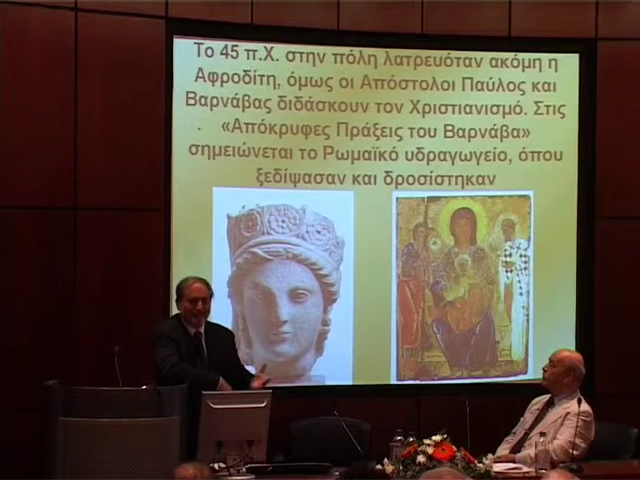 Το 45 π.Χ. στην πόλη λατρευόταν ακόμη η
Αφροδίτη, όμως οι Απόστολοι Παύλος και
Βαρνάβας διδάσκουν τον Χριστιανισμό. Στις
«Απόκρυφες Πράξεις του Βαρνάβα»
σημειώνεται το Ρωμαϊκό υδραγωγείο, όπου
ξεδίψασαν και δροσίστηκαν